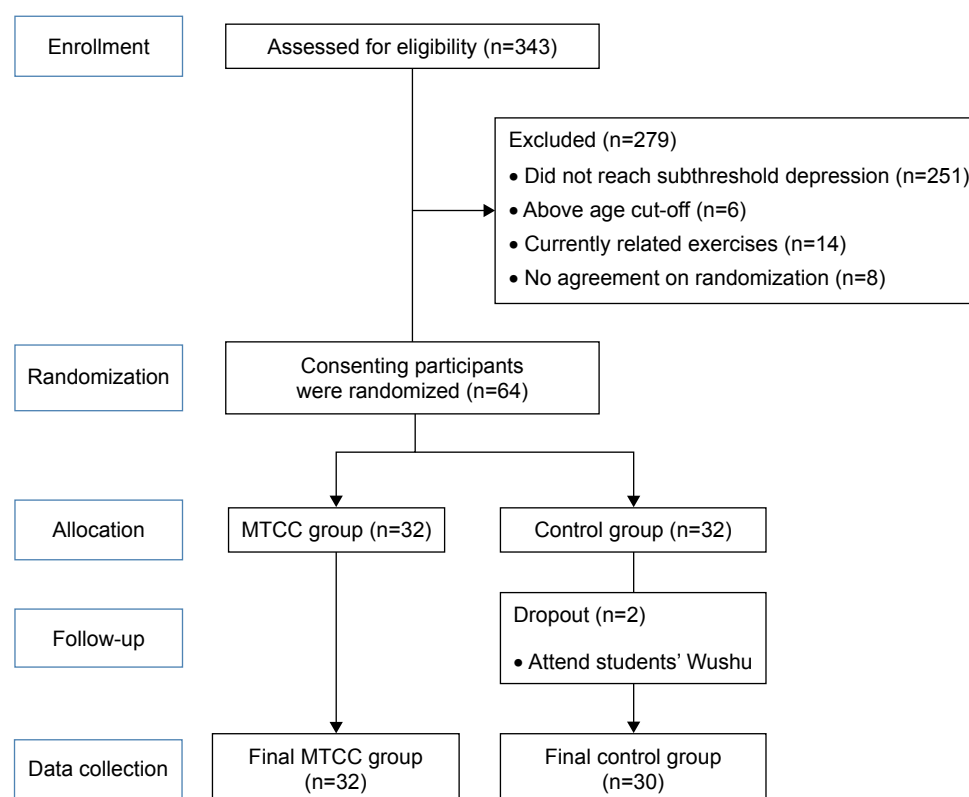 Enrollment
Assessed for eligibility (n=343)
Excluded (n=279)
• Did not reach subthreshold depression (n=251)
• Above age cut-off (n=6)
• Currently related exercises (n=14)
• No agreement on randomization (n=8)
Randomization
Consenting participants
were randomized (n=64)
Allocation
MTCC group (n=32)
Control group (n=32)
Follow-up
Dropout (n=2)
• Attend students’ Wushu
Data collection
Final MTCC group
(n=32)
Final control group
(n=30)